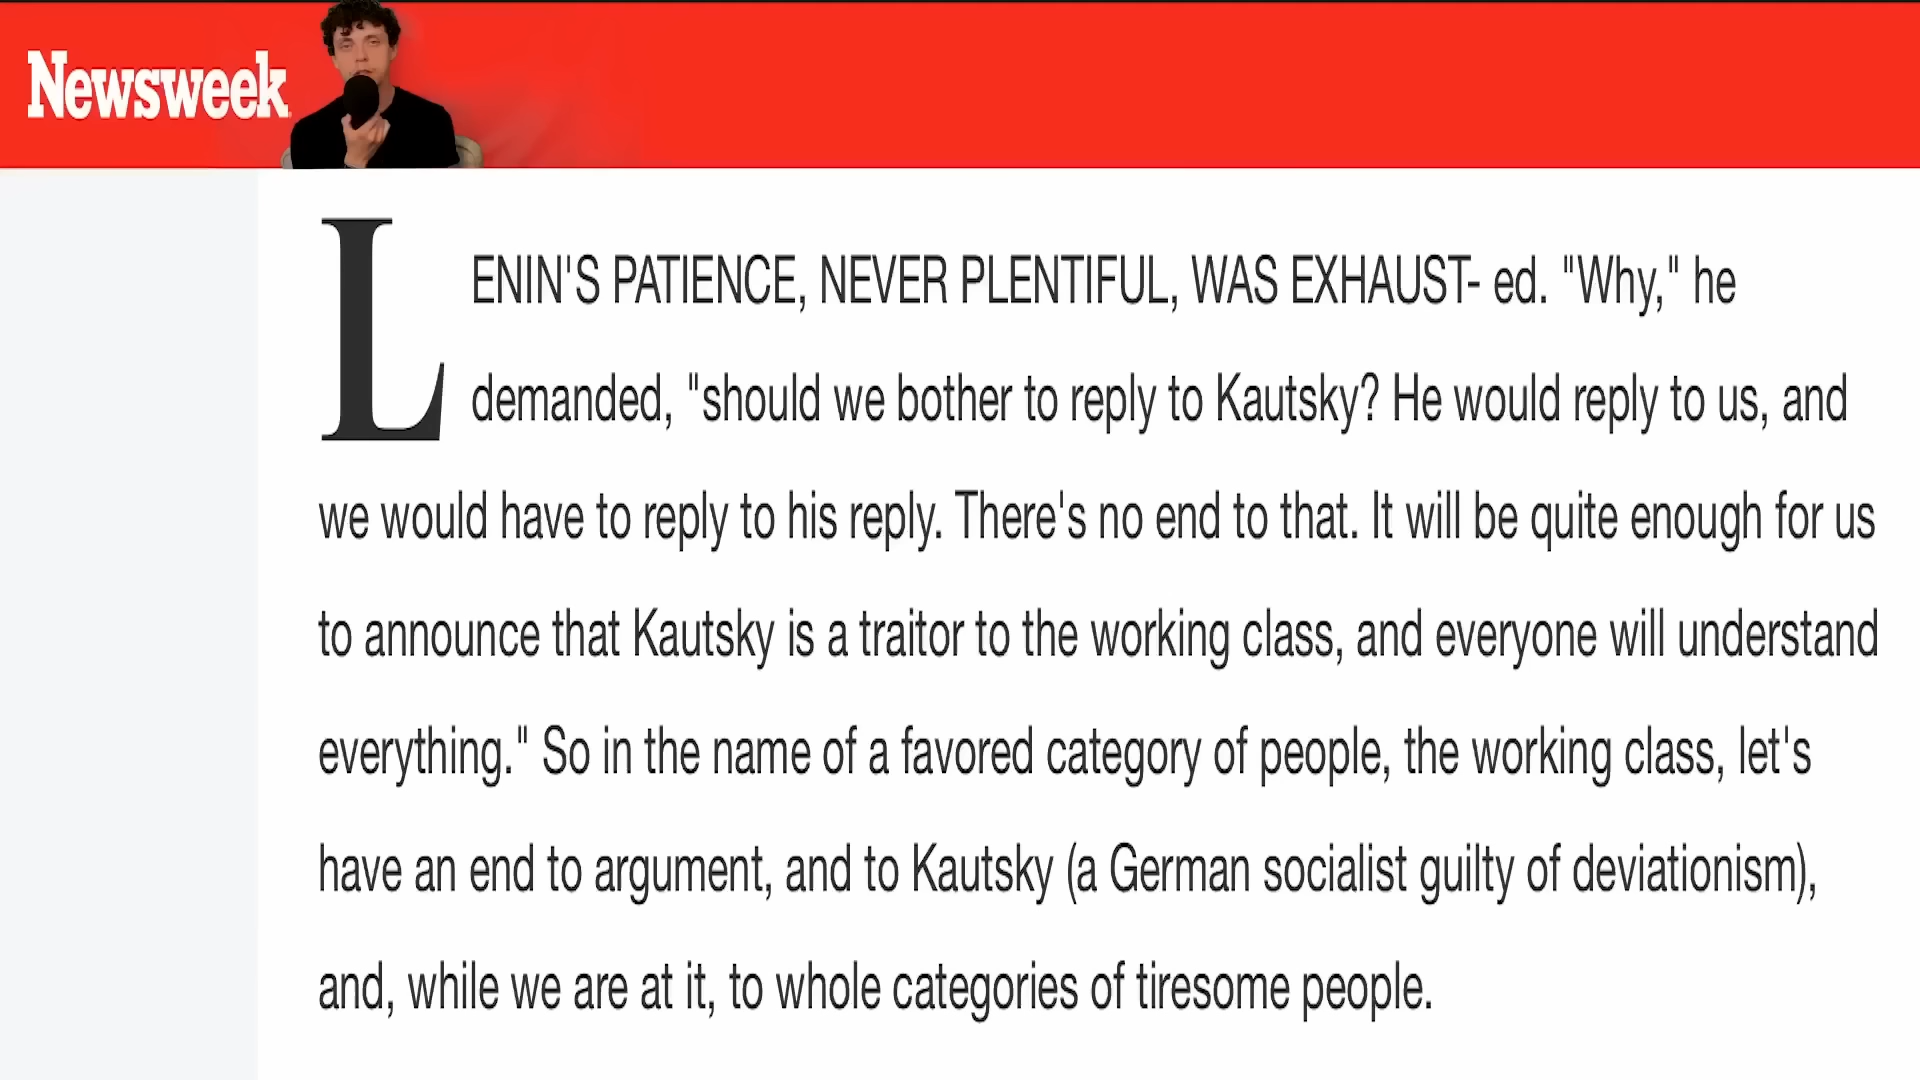 Newsweek
LENIN'S PATIENCE, NEVER PLENTIFUL, WAS EXHAUST- ed. "Why," he
demanded, "should we bother to reply to Kautsky? He would reply to us, and
we would have to reply to his reply. There's no end to that. It will be quite enough for us
to announce that Kautsky is a traitor to the working class, and everyone will understand
everything." So in the name of a favored category of people, the working class, let's
have an end to argument, and to Kautsky (a German socialist guilty of deviationism),
and, while we are at it, to whole categories of tiresome people.